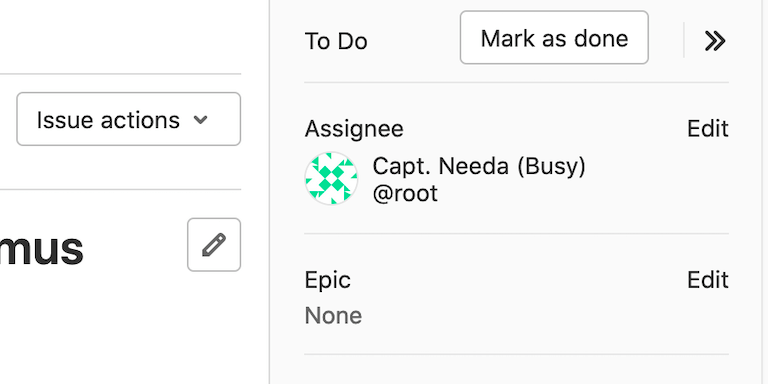 To Do
Mark as done
Issue actions
Assignee
Edit
Capt. Needa (Busy)
@root
mus
Epic
Edit
None